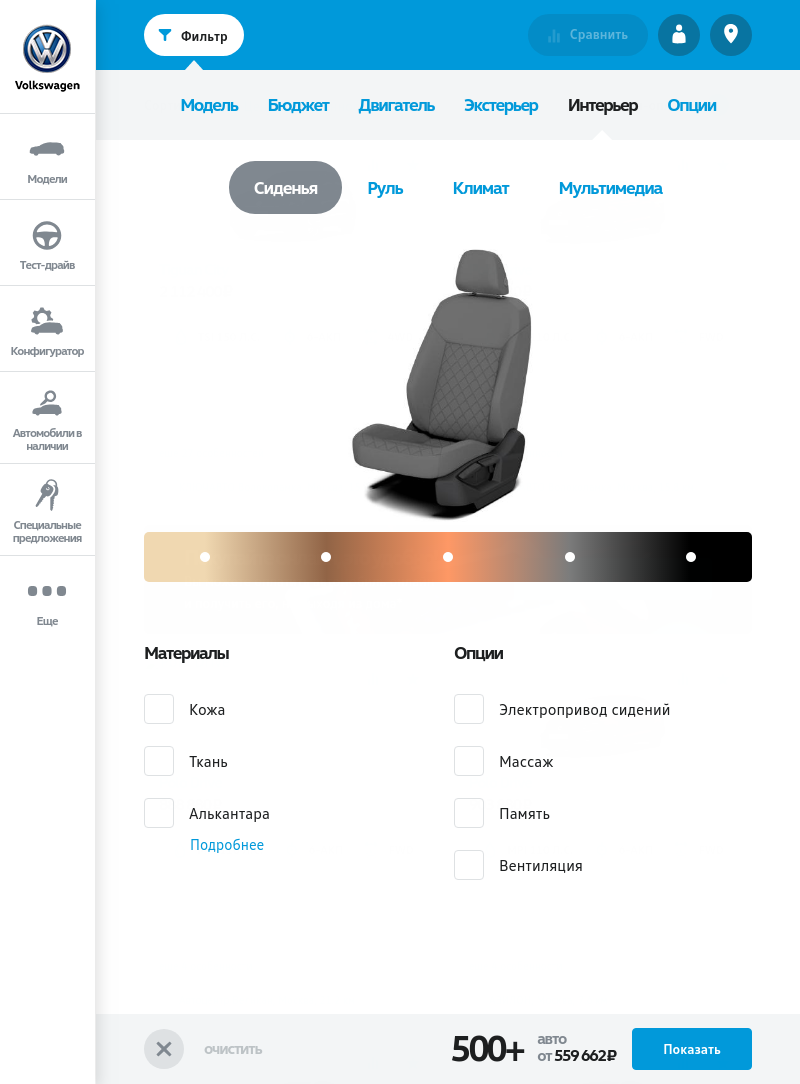 Volkswagen
Модели
Тест-драйв
Конфигуратор
Автомобили в
наличии
Специальные
предложения
Еще
Фильтр
Сравнить
Модель
Бюджет
Двигатель
Экстерьер
Интерьер
Опции
Сиденья
Руль
Климат
Мультимедиа
Материалы
Кожа
Ткань
Алькантара
Подробнее
Опции
Электропривод сидений
Массаж
Память
Вентиляция
ОЧИСТИТЬ
500+
авто
от 559 662₽
Показать